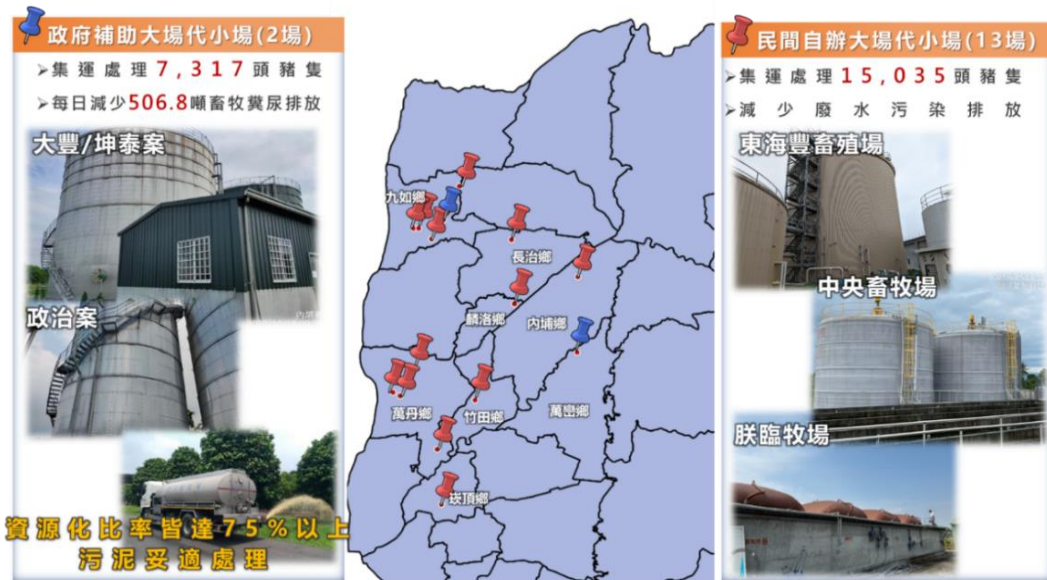 政府補助大場代小場(2場)
➢集運處理7,317頭豬隻
➢每日減少506.8噸畜牧糞尿排放
大豐/坤泰案
政治案
資源化比率皆達75%以上
污泥妥適處理
九如鄉
長治鄉
麟洛鄉
內埔鄉
萬丹鄉
竹田鄉
萬巒鄉
崁頂鄉
民間自辦大場代小場(13場)
➢集運處理15,035頭豬隻
➢減少廢水污染排放
東海豐畜殖場
中央畜牧場
朕臨牧場